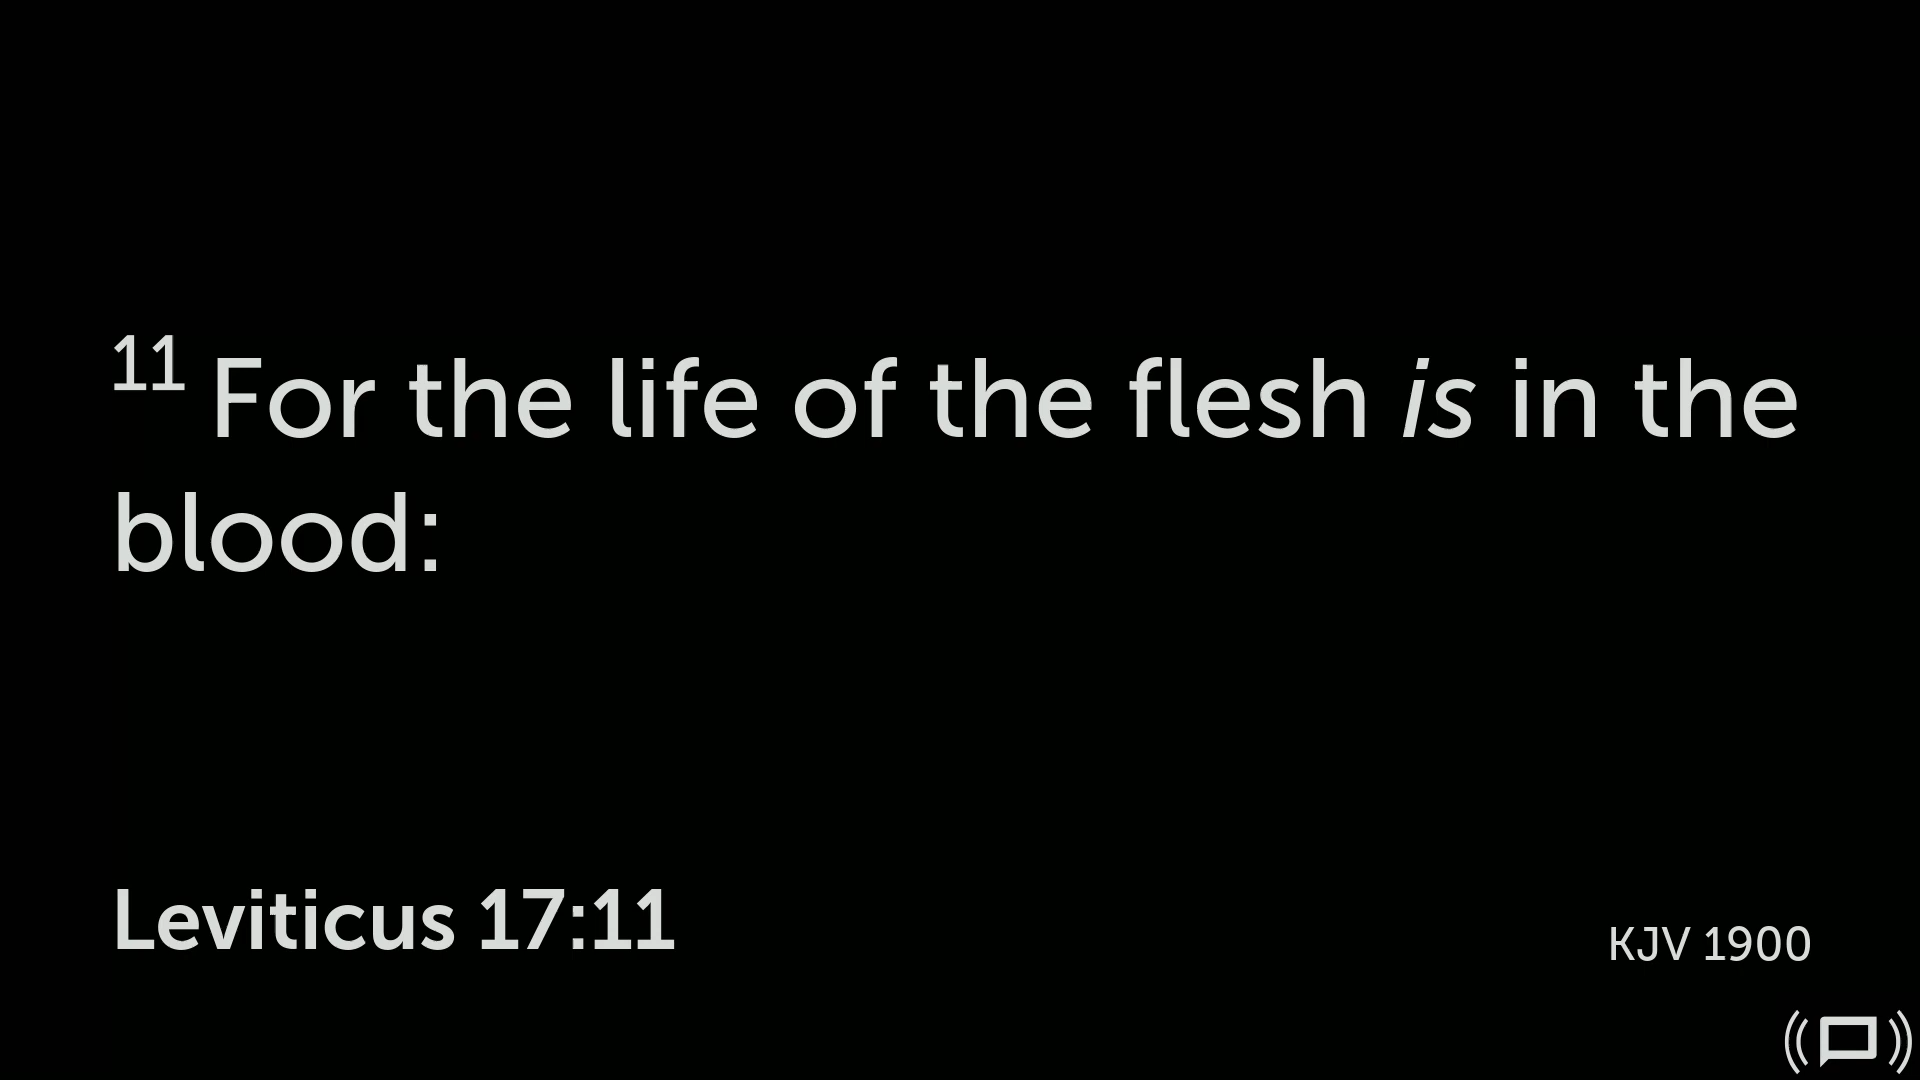 11 For the life of the flesh is in the
blood:
Leviticus 17:11
KJV 1900